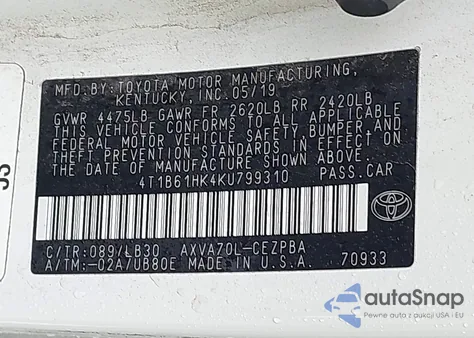 MFD.BY:TOYOTA MOTOR MANUFACTURING,
KENTUCKY, INC. 05/19
GVWR 4475LB GAWR FR 2620LB RR 2420LB
THIS VEHICLE CONFORMS TO ALL APPLICABLE
FEDERAL MOTOR VEHICLE SAFETY, BUMPER, AND
THEFT PREVENTION STANDARDS IN EFFECT ON
THE DATE OF MANUFACTURE SHOWN ABOVE.
4T1B61HK4KU799310 PASS.CAR
C/TR:089/LB30 AXVA70L-CEZPBA
A/TM:-02A/UB80E MADE IN U.S.A. 70933
autoSnap
Pewne auto z aukcji USA i EU